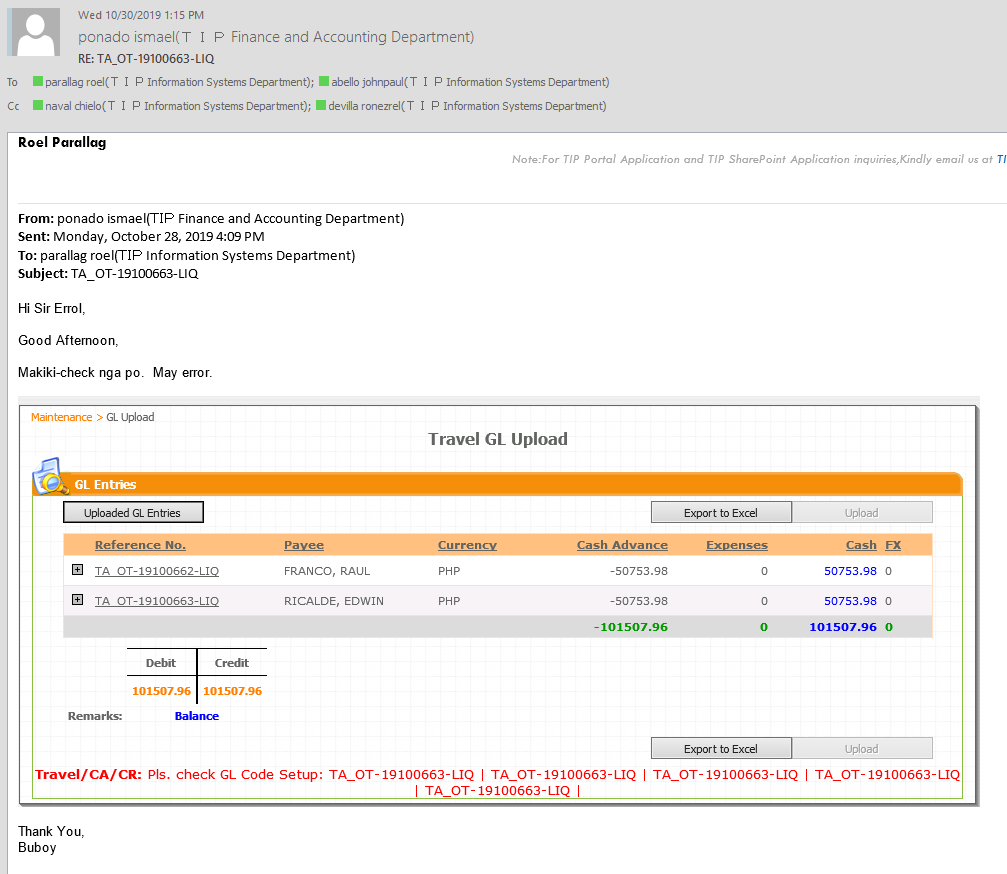 Wed 10/30/2019 1:15 PM
ponado ismael(T I P Finance and Accounting Department)
RE: TA_OT-19100663-LIQ
To parallag roel(T I P Information Systems Department); abello johnpaul(T I P Information Systems Department)
Cc naval chielo(T I P Information Systems Department); devilla ronezrel(T I P Information Systems Department)
Roel Parallag
Note:For TIP Portal Application and TIP SharePoint Application inquiries,Kindly email us at TI
From: ponado ismael(TIP Finance and Accounting Department)
Sent: Monday, October 28, 2019 4:09 PM
To: parallag roel(TIP Information Systems Department)
Subject: TA_OT-19100663-LIQ
Hi Sir Errol,
Good Afternoon,
Makiki-check nga po.  May error.
Maintenance > GL Upload
Travel GL Upload
GL Entries
Uploaded GL Entries Export to Excel Upload
Reference No. Payee Currency Cash Advance Expenses Cash FX
TA_OT-19100662-LIQ FRANCO, RAUL PHP -50753.98 0 50753.98 0
TA_OT-19100663-LIQ RICALDE, EDWIN PHP -50753.98 0 50753.98 0
-101507.96 0 101507.96 0
Debit Credit
101507.96 101507.96
Remarks: Balance
Export to Excel Upload
Travel/CA/CR: Pls. check GL Code Setup: TA_OT-19100663-LIQ | TA_OT-19100663-LIQ | TA_OT-19100663-LIQ | TA_OT-19100663-LIQ
| TA_OT-19100663-LIQ |
Thank You,
Buboy